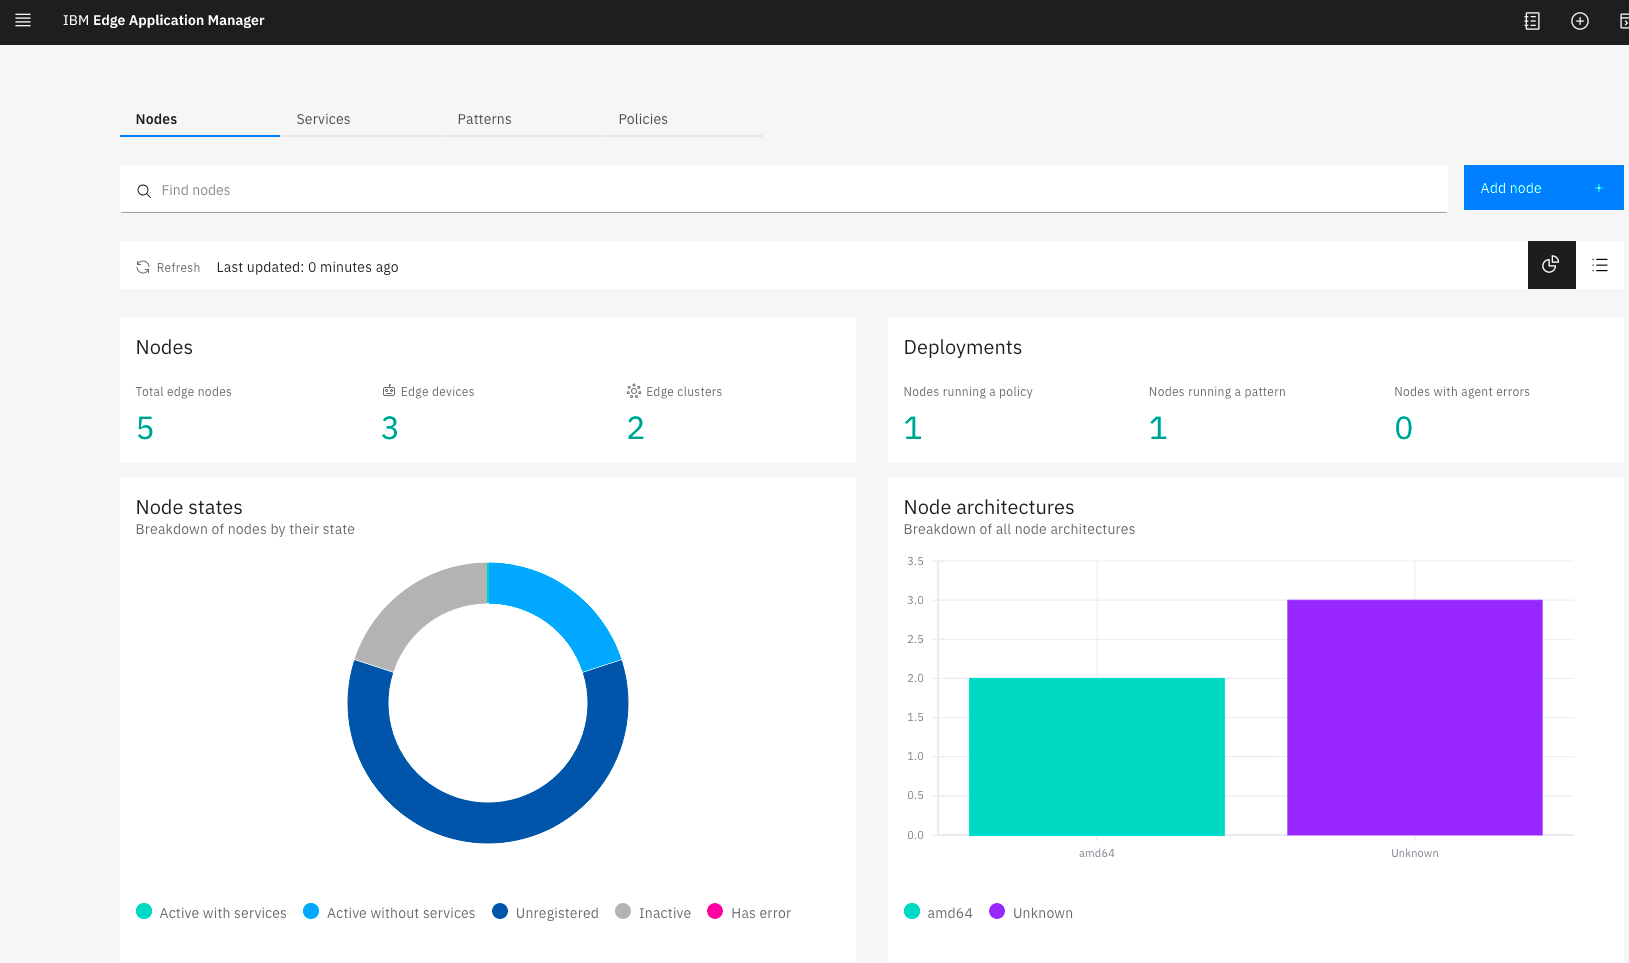 IBM Edge Application Manager
Nodes Services Patterns Policies
Find nodes
Add node +
Refresh Last updated: 0 minutes ago
Nodes
Total edge nodes Edge devices Edge clusters
5 3 2
Deployments
Nodes running a policy Nodes running a pattern Nodes with agent errors
1 1 0
Node states
Breakdown of nodes by their state
Active with services Active without services Unregistered Inactive Has error
Node architectures
Breakdown of all node architectures
3.5
3.0
2.5
2.0
1.5
1.0
0.5
0.0
amd64 Unknown
amd64 Unknown